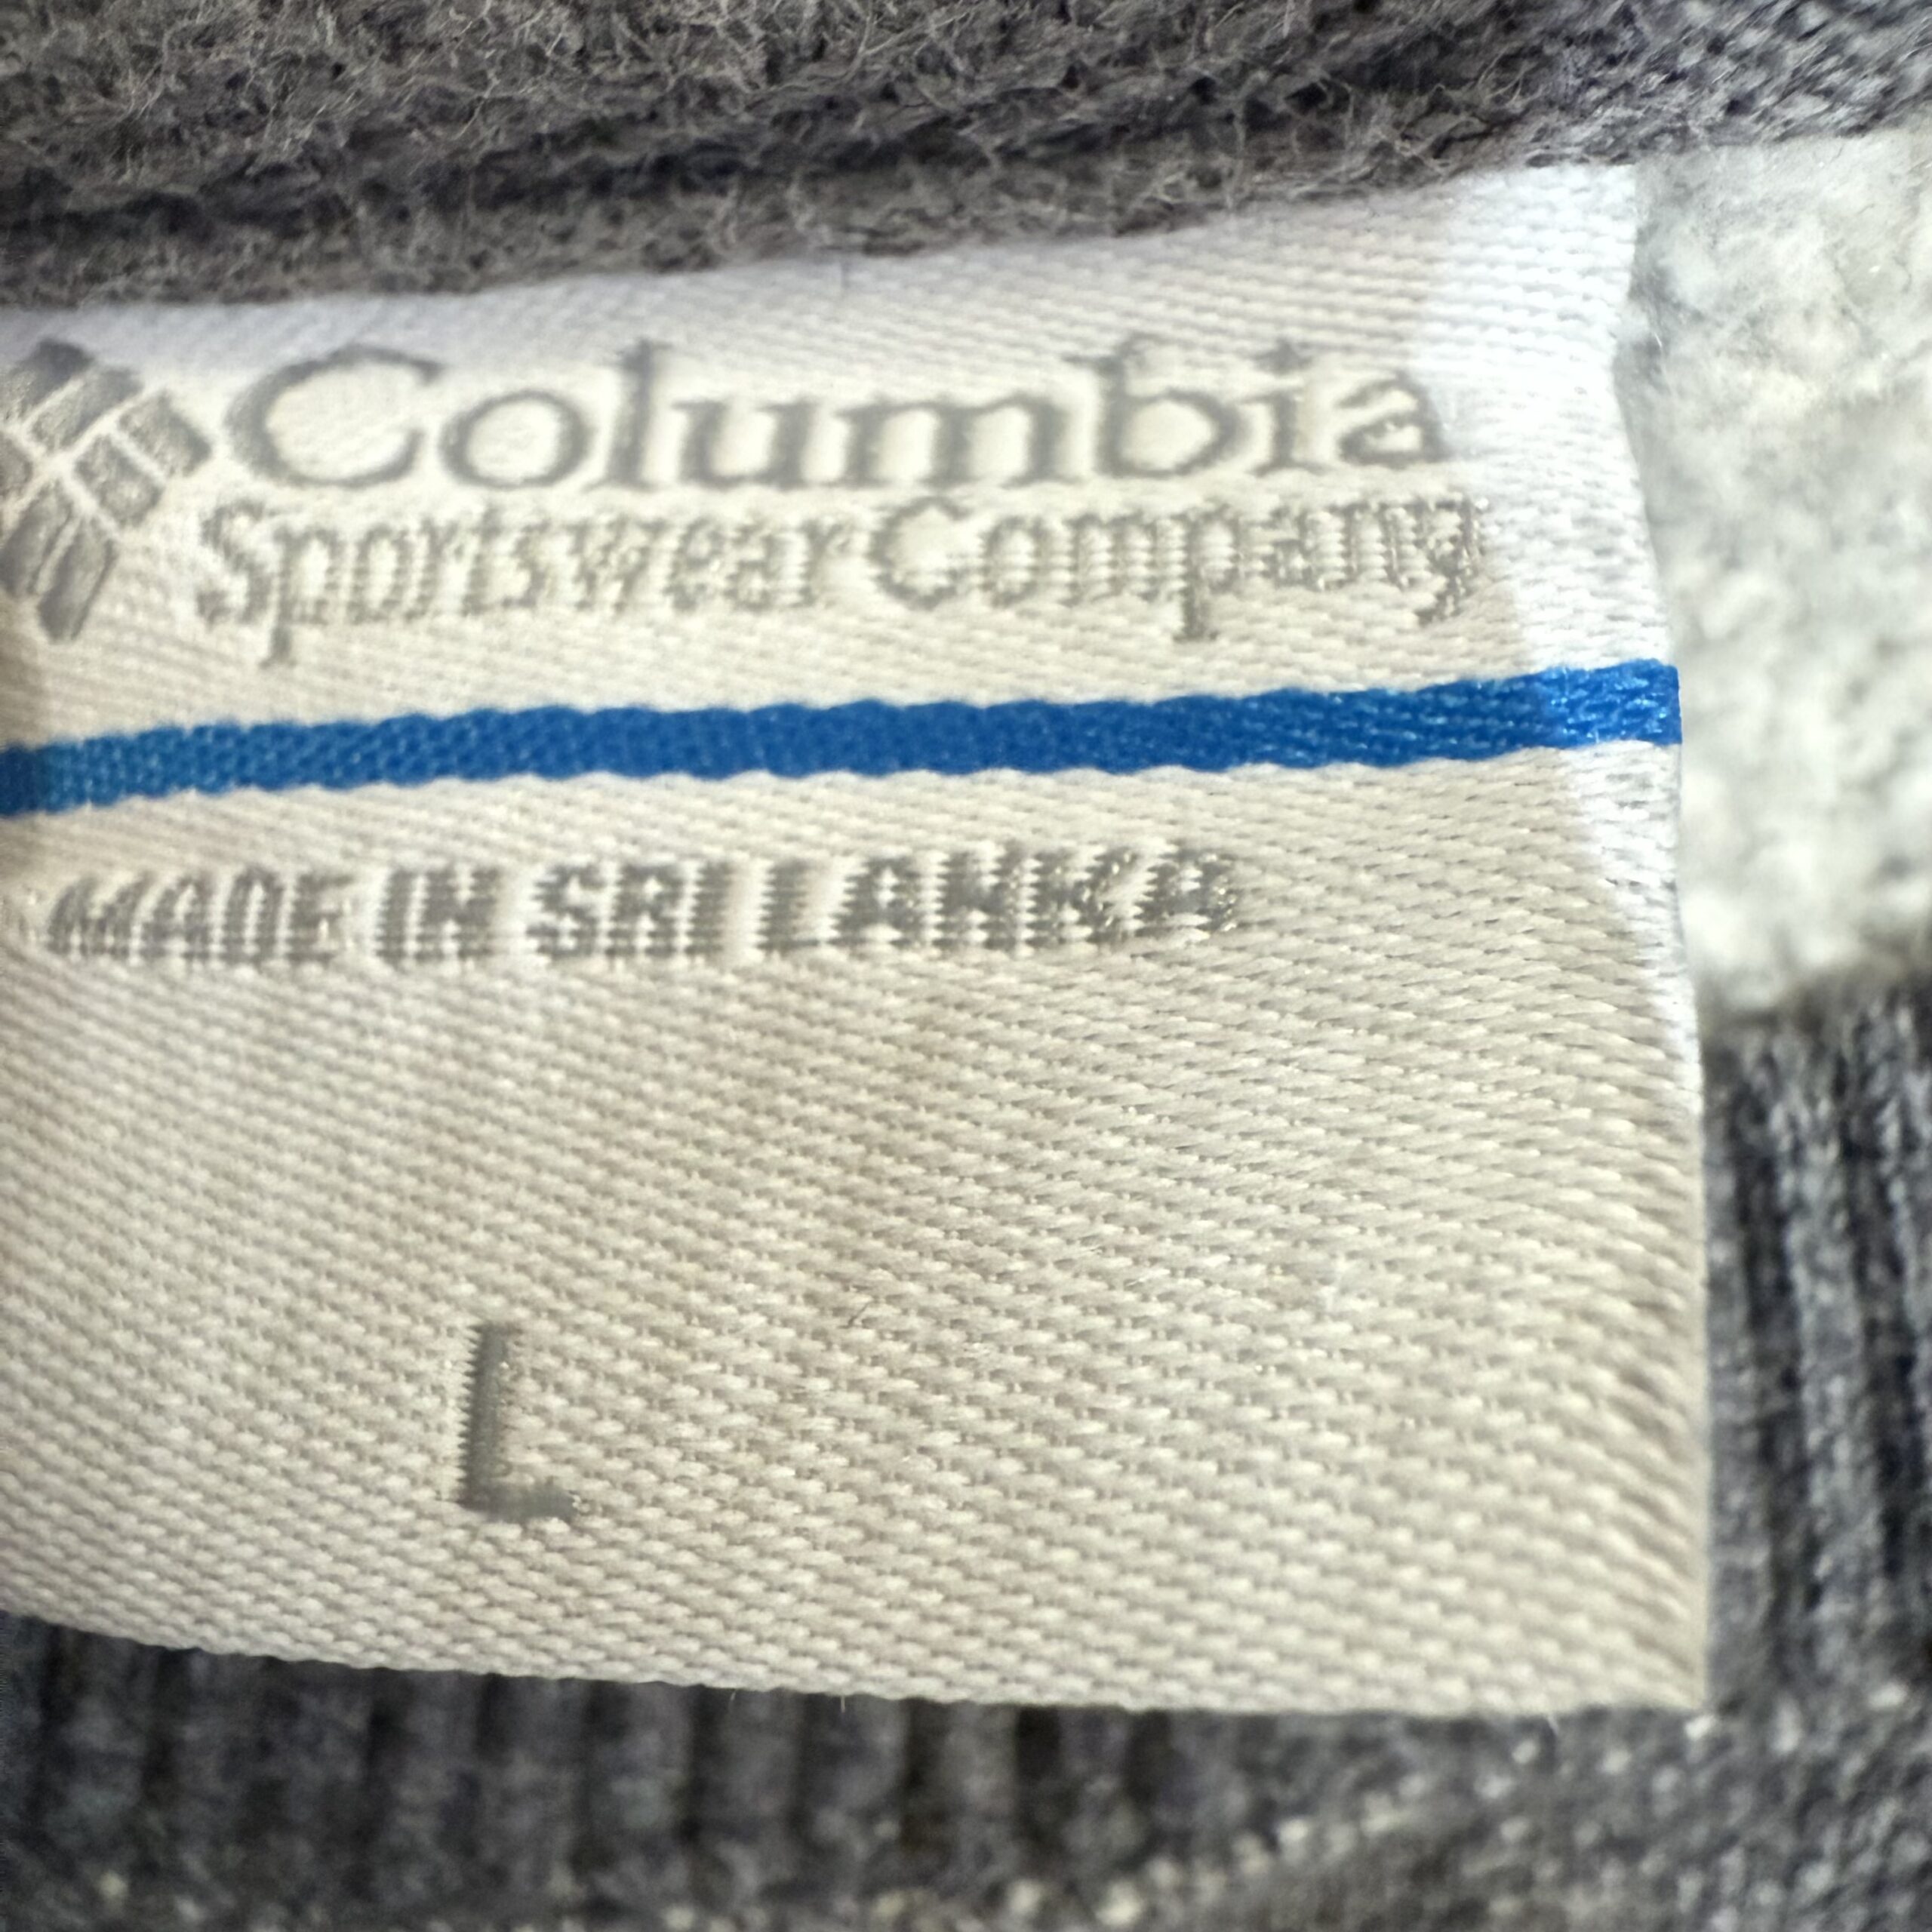 Columbia
Sportswear Company
MADE IN SRI LANKA
L